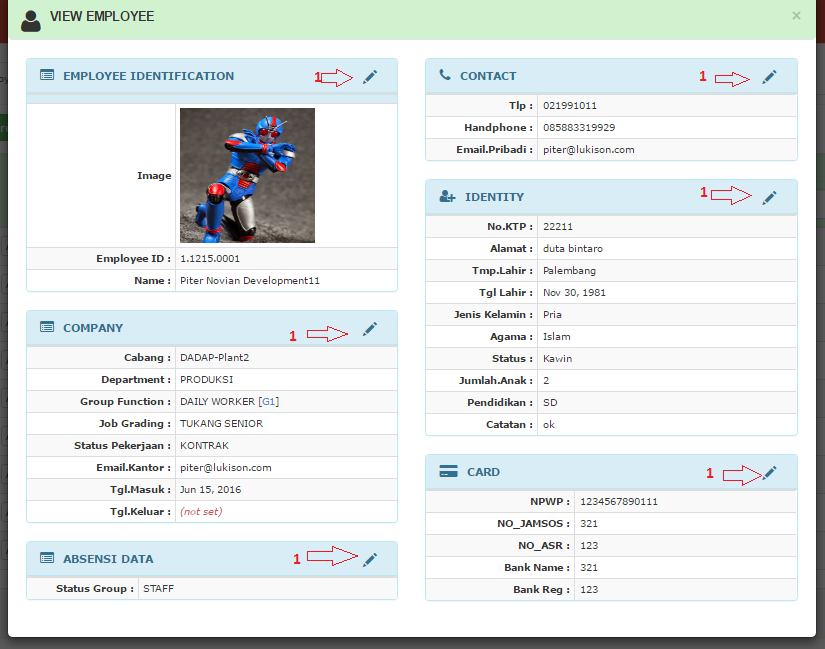 VIEW EMPLOYEE
×
EMPLOYEE IDENTIFICATION
1
Image
Employee ID : 1.1215.0001
Name : Piter Novian Development11
COMPANY
1
Cabang : DADAP-Plant2
Department : PRODUKSI
Group Function : DAILY WORKER [G1]
Job Grading : TUKANG SENIOR
Status Pekerjaan : KONTRAK
Email.Kantor : piter@lukison.com
Tgl.Masuk : Jun 15, 2016
Tgl.Keluar : (not set)
ABSENSI DATA
1
Status Group : STAFF
CONTACT
1
Tlp : 021991011
Handphone : 085883319929
Email.Pribadi : piter@lukison.com
IDENTITY
1
No.KTP : 22211
Alamat : duta bintaro
Tmp.Lahir : Palembang
Tgl Lahir : Nov 30, 1981
Jenis Kelamin : Pria
Agama : Islam
Status : Kawin
Jumlah.Anak : 2
Pendidikan : SD
Catatan : ok
CARD
1
NPWP : 1234567890111
NO_JAMSOS : 321
NO_ASR : 123
Bank Name : 321
Bank Reg : 123